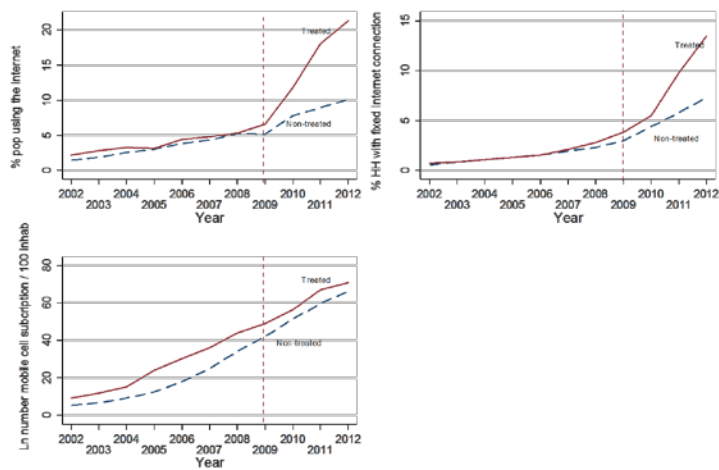 % pop using the Internet
20
15
10
5
0
Treated
Non-treated
2002 2004 2006 2008 2010 2012
2003 2005 2007 2009 2011
Year
% HH with fixed Internet connection
15
10
5
0
Treated
Non-treated
2002 2004 2006 2008 2010 2012
2003 2005 2007 2009 2011
Year
Ln number mobile cell subcription / 100 Inhab
80
60
40
20
0
Treated
Non-treated
2002 2004 2006 2008 2010 2012
2003 2005 2007 2009 2011
Year